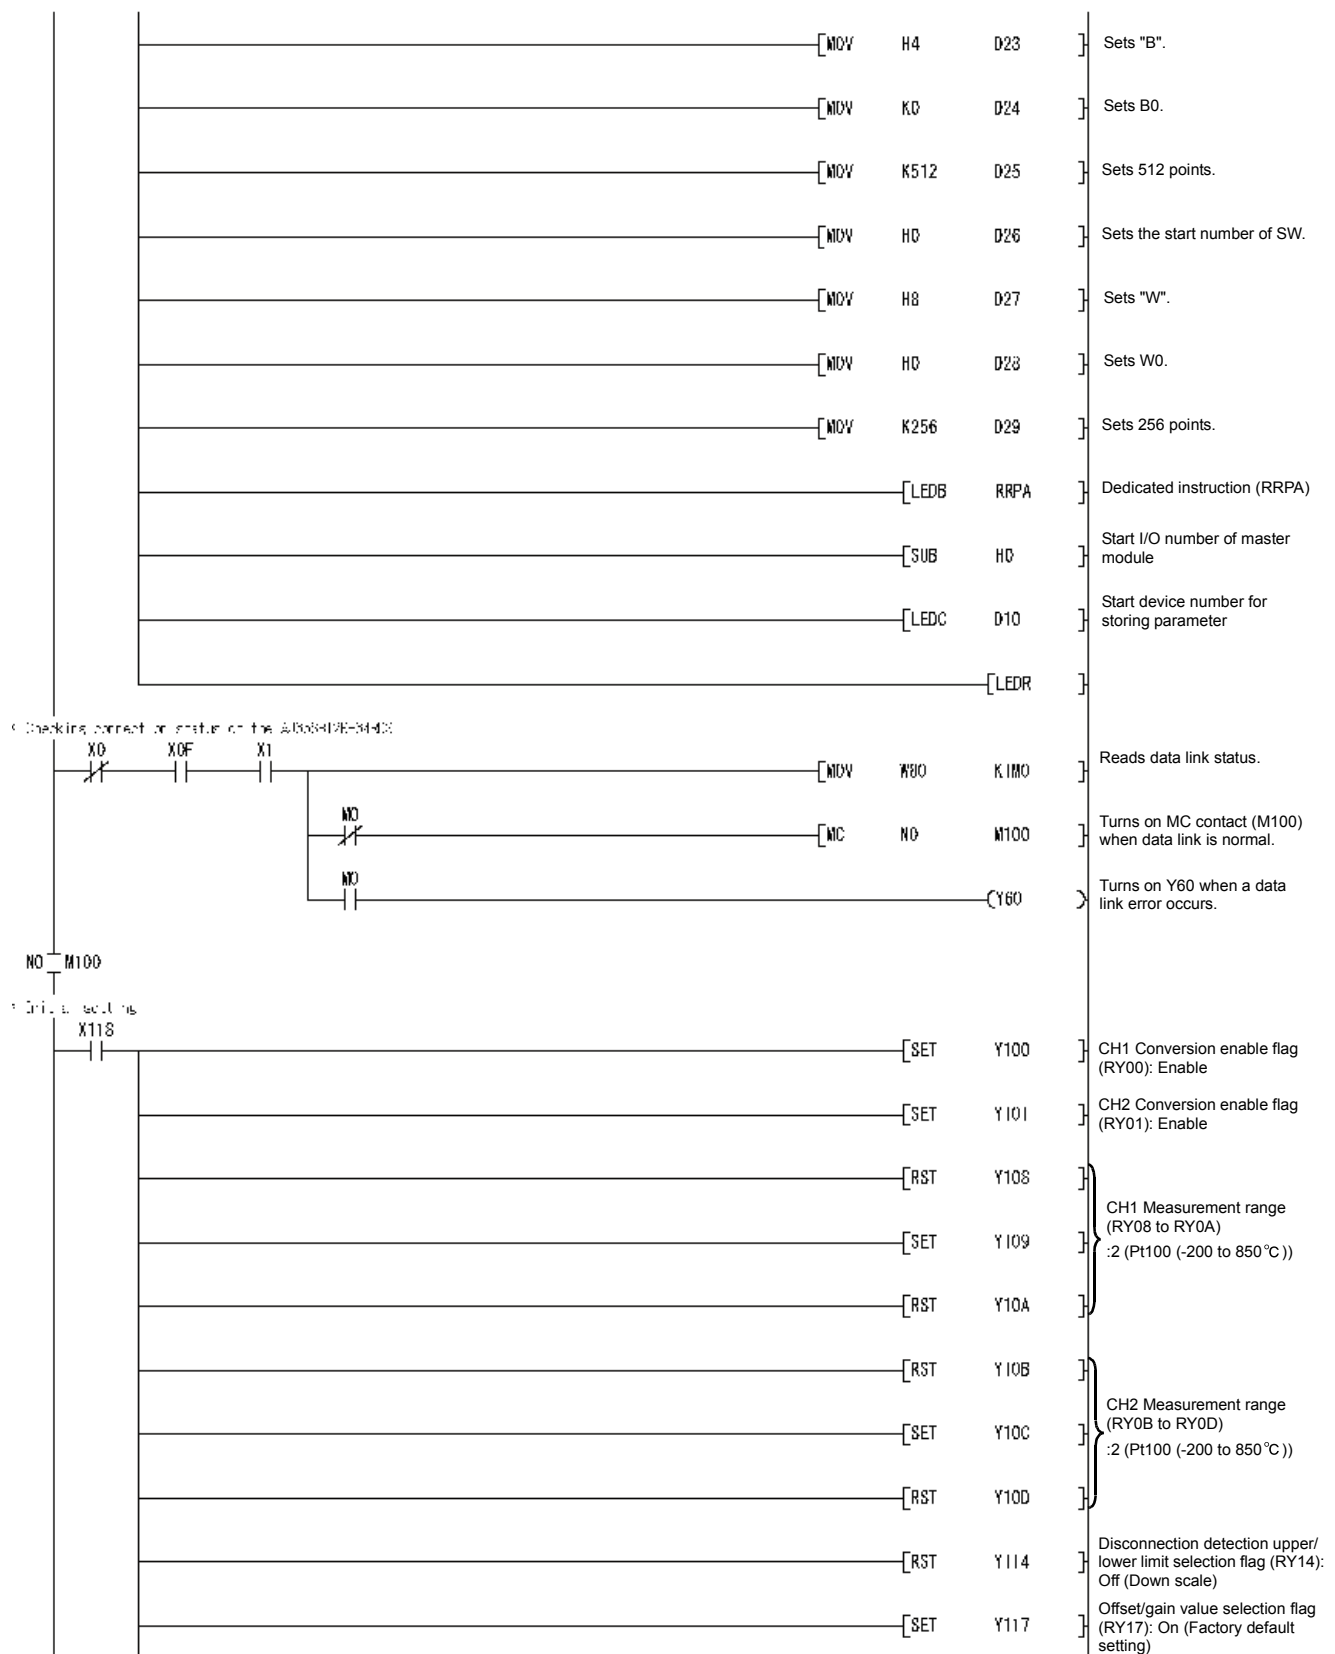 [MOV H4 D23 ] Sets "B".
[MOV K0 D24 ] Sets B0.
[MOV K512 D25 ] Sets 512 points.
[MOV H0 D26 ] Sets the start number of SW.
[MOV H8 D27 ] Sets "W".
[MOV H0 D28 ] Sets W0.
[MOV K256 D29 ] Sets 256 points.
[LEDB RRPA ] Dedicated instruction (RRPA)
[SUB H0 ] Start I/O number of master
module
[LEDC D10 ] Start device number for
storing parameter
[LEDR ]
* Checking connection status of the
X0 X0F X1
[MOV W80 K1M0 ] Reads data link status.
M0
[MC N0 M100 ] Turns on MC contact (M100)
when data link is normal.
M0
(Y60 ) Turns on Y60 when a data
link error occurs.
N0 M100
* Initial setting
X118
[SET Y100 ] CH1 Conversion enable flag
(RY00): Enable
[SET Y101 ] CH2 Conversion enable flag
(RY01): Enable
[RST Y108 ]
CH1 Measurement range
(RY08 to RY0A)
[SET Y109 ] :2 (Pt100 (-200 to 850°C))
[RST Y10A ]
[RST Y10B ]
CH2 Measurement range
(RY0B to RY0D)
[SET Y10C ] :2 (Pt100 (-200 to 850°C))
[RST Y10D ]
[RST Y114 ] Disconnection detection upper/
lower limit selection flag (RY14):
Off (Down scale)
[SET Y117 ] Offset/gain value selection flag
(RY17): On (Factory default
setting)